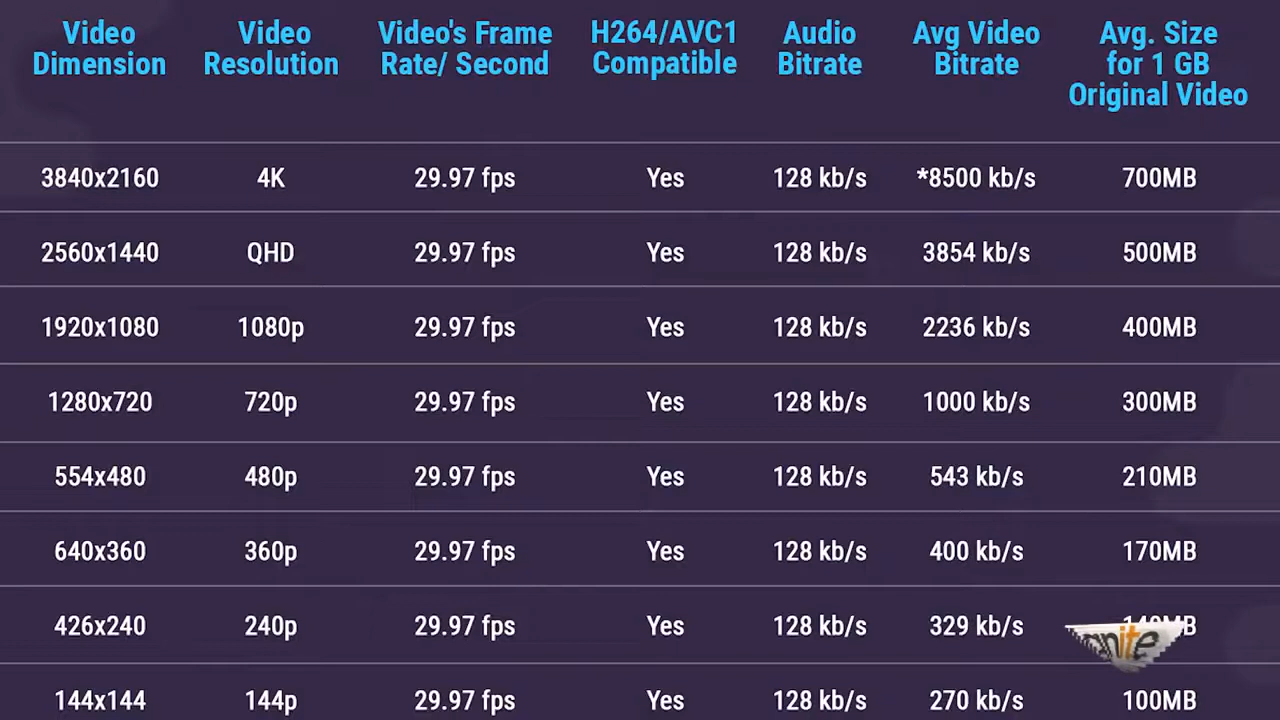 Video Dimension Video Resolution Video's Frame Rate/ Second H264/AVC1 Compatible Audio Bitrate Avg Video Bitrate Avg. Size for 1 GB Original Video
3840x2160 4K 29.97 fps Yes 128 kb/s *8500 kb/s 700MB
2560x1440 QHD 29.97 fps Yes 128 kb/s 3854 kb/s 500MB
1920x1080 1080p 29.97 fps Yes 128 kb/s 2236 kb/s 400MB
1280x720 720p 29.97 fps Yes 128 kb/s 1000 kb/s 300MB
554x480 480p 29.97 fps Yes 128 kb/s 543 kb/s 210MB
640x360 360p 29.97 fps Yes 128 kb/s 400 kb/s 170MB
426x240 240p 29.97 fps Yes 128 kb/s 329 kb/s
144x144 144p 29.97 fps Yes 128 kb/s 270 kb/s 100MB